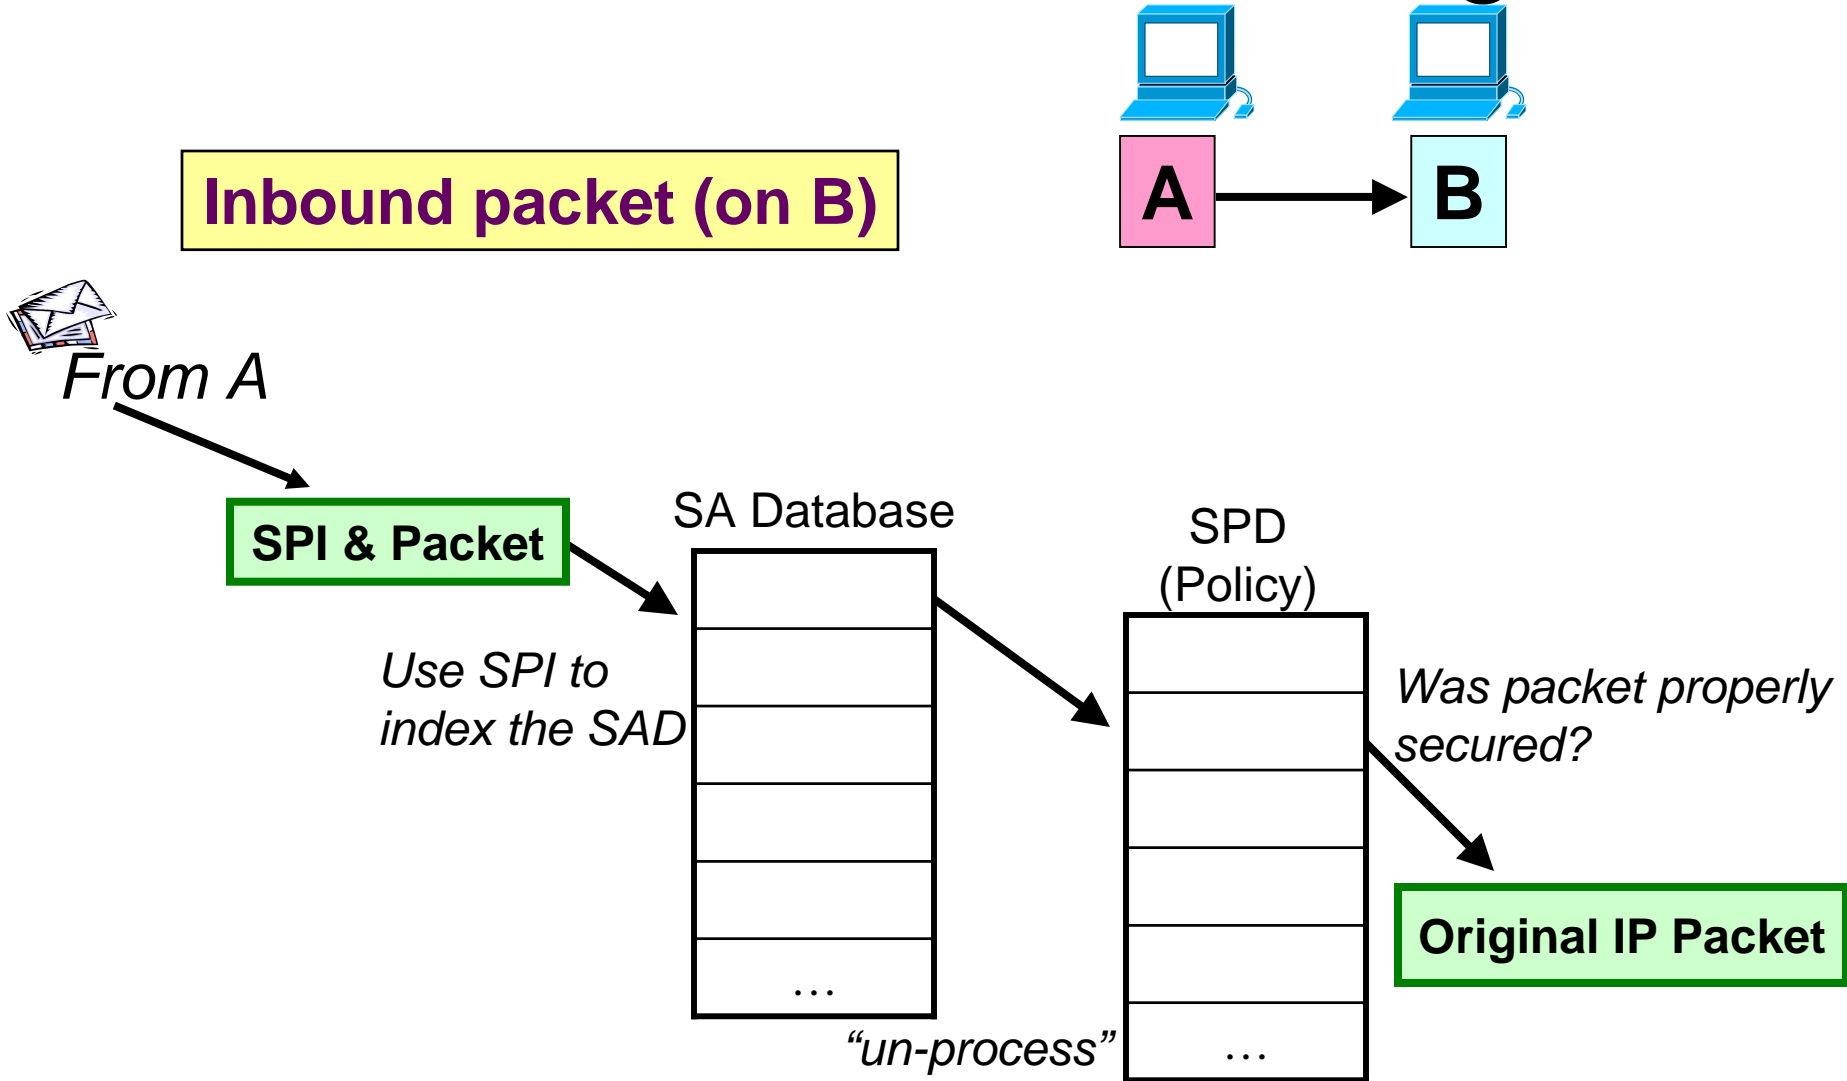 A
B
Inbound packet (on B)
From A
SPI & Packet
SA Database
SPD
(Policy)
Use SPI to
index the SAD
Was packet properly
secured?
Original IP Packet
…
“un-process”
…